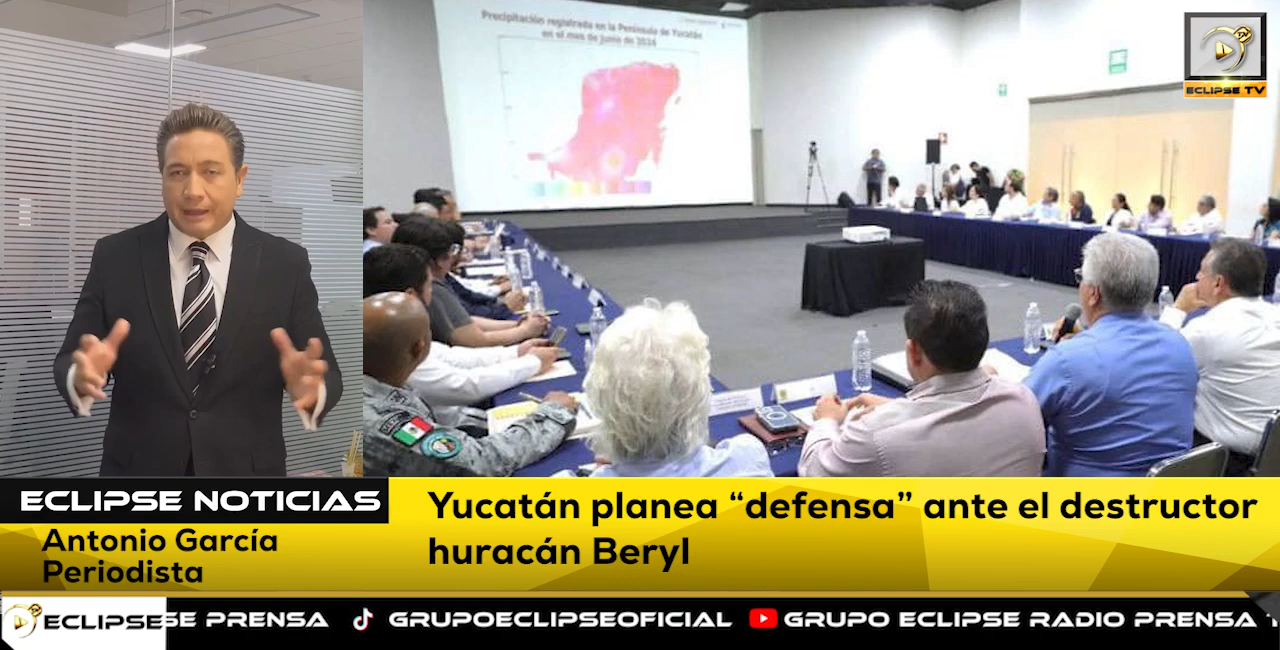 Precipitación registrada en la Península de Yucatán
en el mes de junio de 2024
TV
ECLIPSE TV
ECLIPSE NOTICIAS
Antonio García
Periodista
Yucatán planea “defensa” ante el destructor
huracán Beryl
ECLIPSE
SE PRENSA GRUPOECLIPSEOFICIAL GRUPO ECLIPSE RADIO PRENSA